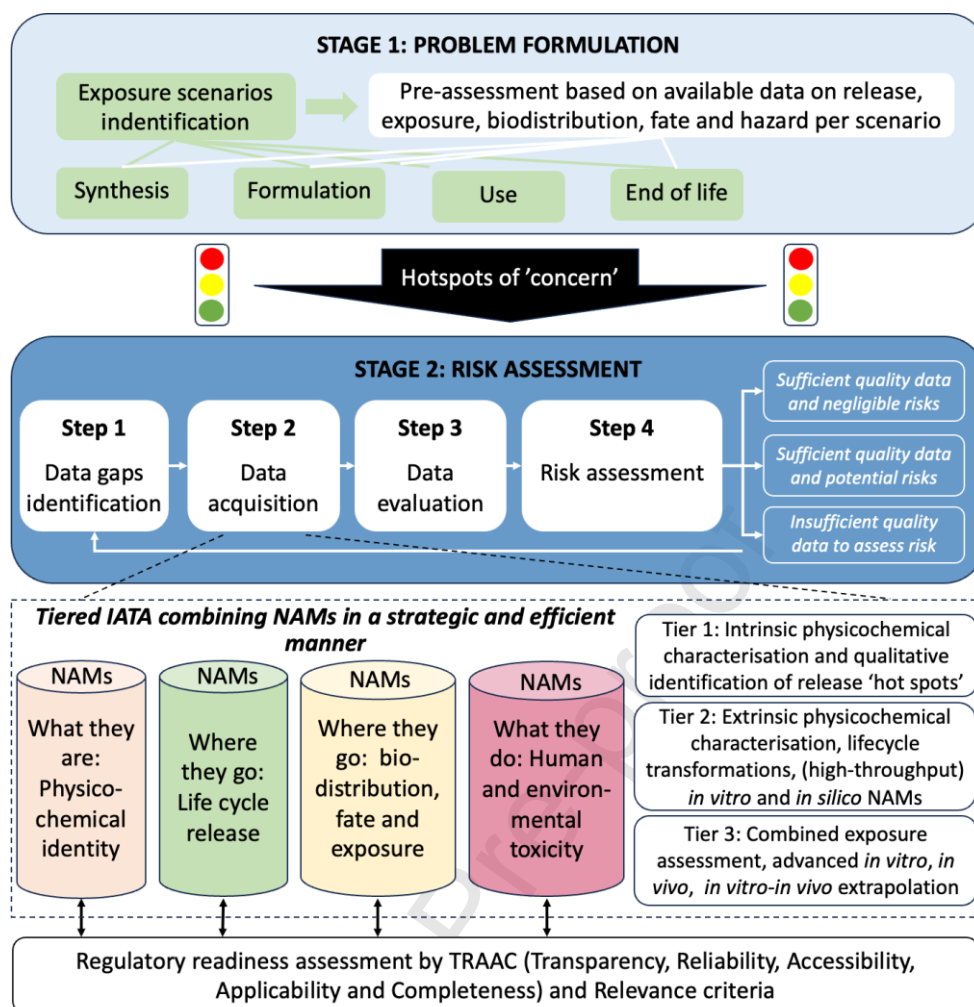 STAGE 1: PROBLEM FORMULATION
Exposure scenarios
indentification
Pre-assessment based on available data on release,
exposure, biodistribution, fate and hazard per scenario
Synthesis
Formulation
Use
End of life
Hotspots of ’concern’
STAGE 2: RISK ASSESSMENT
Step 1
Data gaps
identification
Step 2
Data
acquisition
Step 3
Data
evaluation
Step 4
Risk assessment
Sufficient quality data
and negligible risks
Sufficient quality data
and potential risks
Insufficient quality
data to assess risk
Tiered IATA combining NAMs in a strategic and efficient
manner
NAMs
What they
are:
Physico-
chemical
identity
NAMs
Where
they go:
Life cycle
release
NAMs
Where they
go: bio-
distribution,
fate and
exposure
NAMs
What they
do: Human
and environ-
mental
toxicity
Tier 1: Intrinsic physicochemical
characterisation and qualitative
identification of release ‘hot spots’
Tier 2: Extrinsic physicochemical
characterisation, lifecycle
transformations, (high-throughput)
in vitro and in silico NAMs
Tier 3: Combined exposure
assessment, advanced in vitro, in
vivo, in vitro-in vivo extrapolation
Regulatory readiness assessment by TRAAC (Transparency, Reliability, Accessibility,
Applicability and Completeness) and Relevance criteria